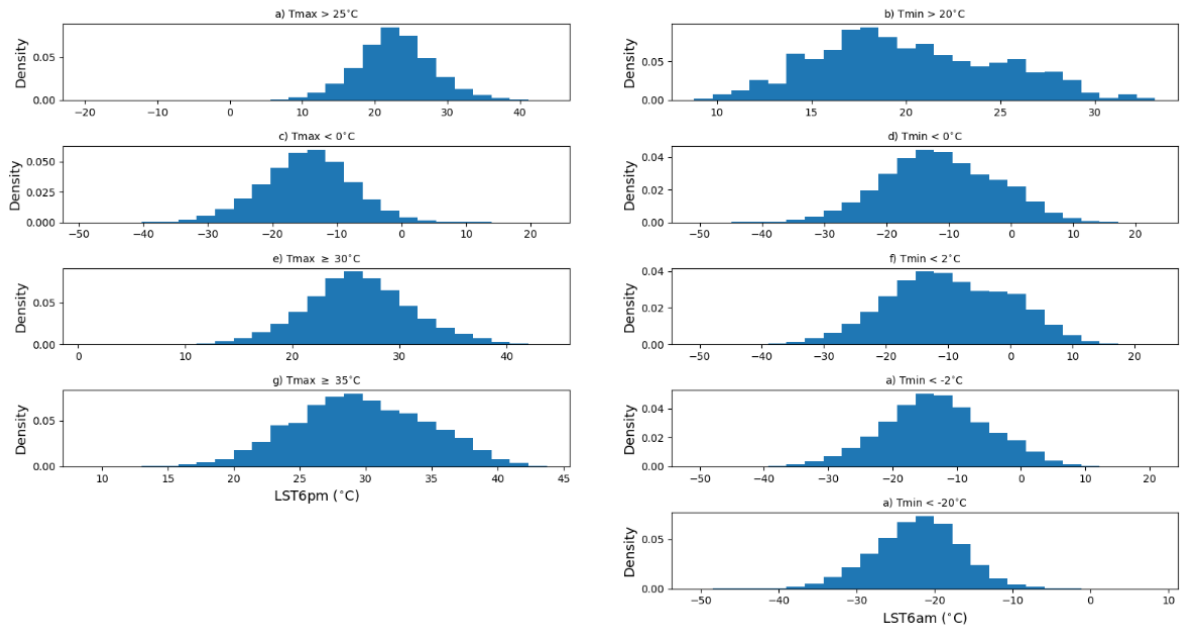 a) Tmax > 25°C
Density
0.05
0.00
−20 −10 0 10 20 30 40
b) Tmin > 20°C
Density
0.05
0.00
10 15 20 25 30
c) Tmax < 0°C
Density
0.050
0.025
0.000
−50 −40 −30 −20 −10 0 10 20
d) Tmin < 0°C
Density
0.04
0.02
0.00
−50 −40 −30 −20 −10 0 10 20
e) Tmax ≥ 30°C
Density
0.05
0.00
0 10 20 30 40
f) Tmin < 2°C
Density
0.04
0.02
0.00
−50 −40 −30 −20 −10 0 10 20
g) Tmax ≥ 35°C
Density
0.05
0.00
10 15 20 25 30 35 40 45
LST6pm (°C)
a) Tmin < -2°C
Density
0.04
0.02
0.00
−50 −40 −30 −20 −10 0 10 20
a) Tmin < -20°C
Density
0.05
0.00
−50 −40 −30 −20 −10 0 10
LST6am (°C)